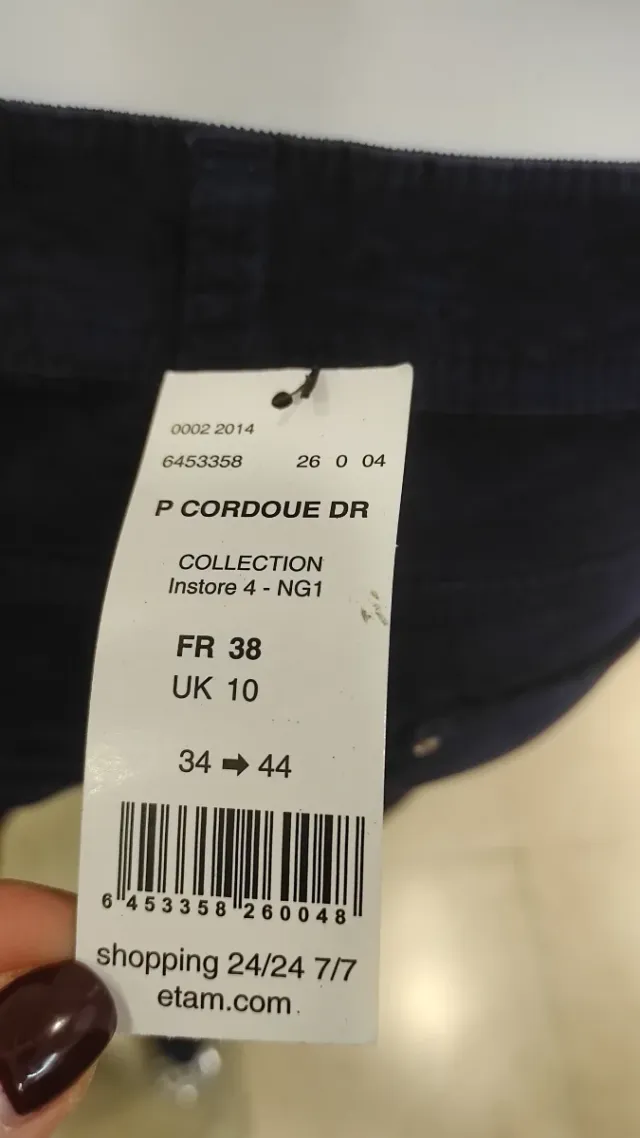 0002 2014
6453358 26 0 04
P CORDOUE DR
COLLECTION
Instore 4 - NG1
FR 38
UK 10
34 ➡ 44
6 453358 260048
shopping 24/24 7/7
etam.com